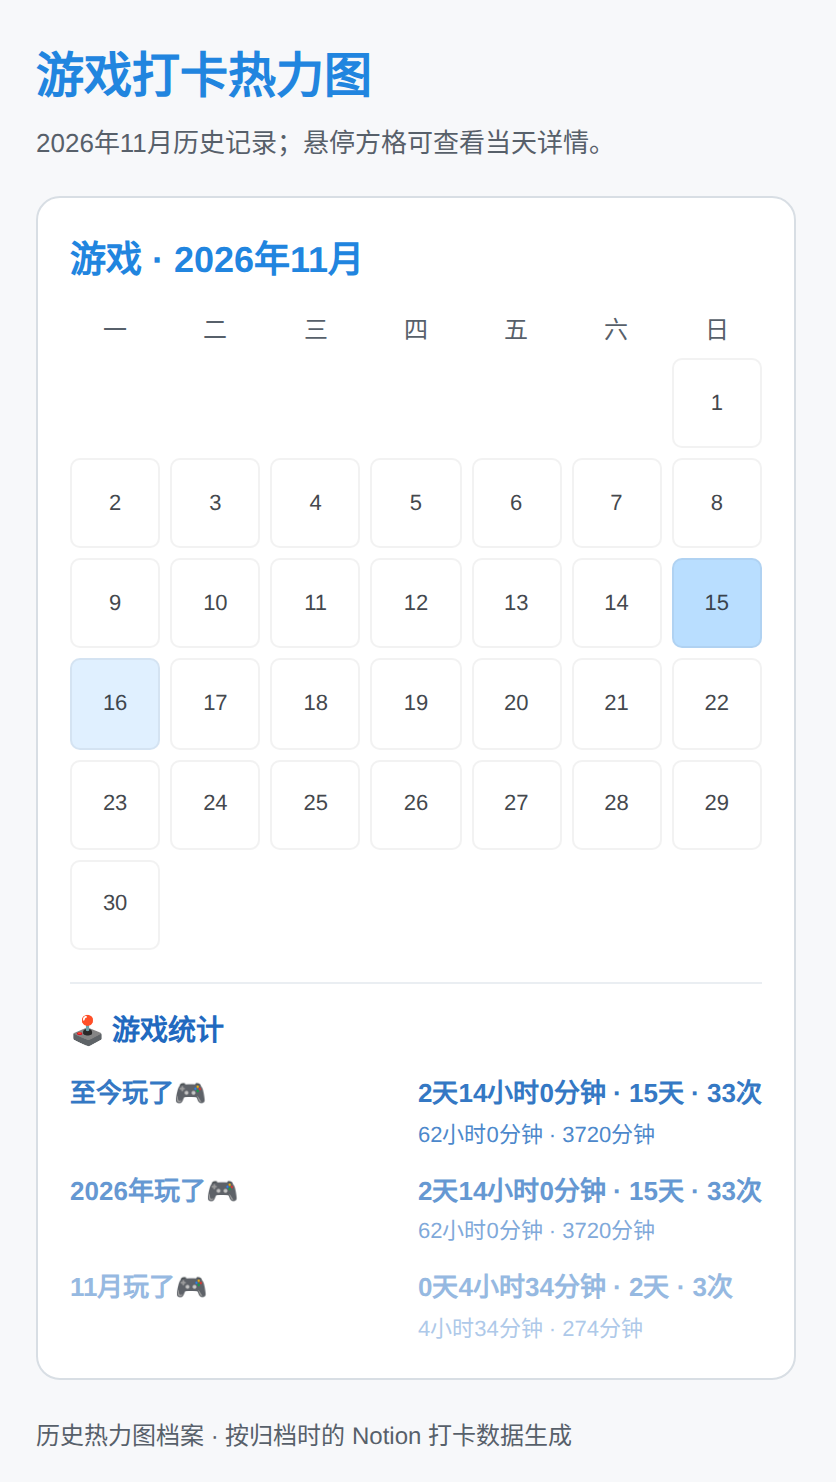 游戏打卡热力图
2026年11月历史记录；悬停方格可查看当天详情。
游戏 · 2026年11月
一 二 三 四 五 六 日
1
2 3 4 5 6 7 8
9 10 11 12 13 14 15
16 17 18 19 20 21 22
23 24 25 26 27 28 29
30
🕹️ 游戏统计
至今玩了🎮 2天14小时0分钟 · 15天 · 33次
62小时0分钟 · 3720分钟
2026年玩了🎮 2天14小时0分钟 · 15天 · 33次
62小时0分钟 · 3720分钟
11月玩了🎮 0天4小时34分钟 · 2天 · 3次
4小时34分钟 · 274分钟
历史热力图档案 · 按归档时的 Notion 打卡数据生成